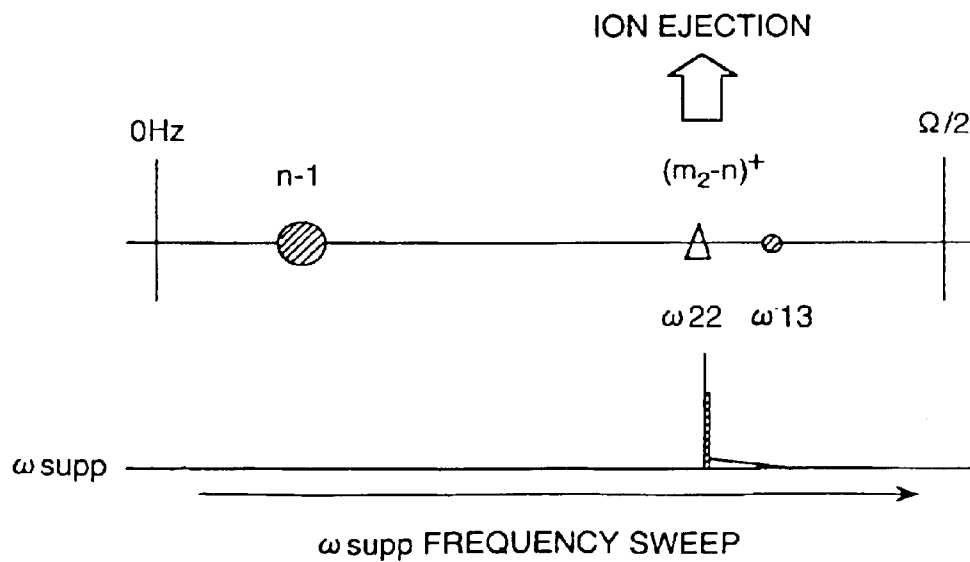 ION EJECTION
0Hz
Ω/2
n-1
(m₂-n)⁺
ω22
ω13
ω supp
ω supp FREQUENCY SWEEP